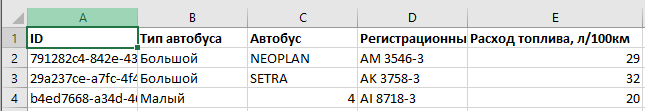 A B C D E
1 ID Тип автобуса Автобус Регистрационны Расход топлива, л/100км
2 791282c4-842e-43 Большой NEOPLAN AM 3546-3 29
3 29a237ce-a7fc-4f4 Большой SETRA AK 3758-3 32
4 b4ed7668-a34d-46 Малый 4 AI 8718-3 20